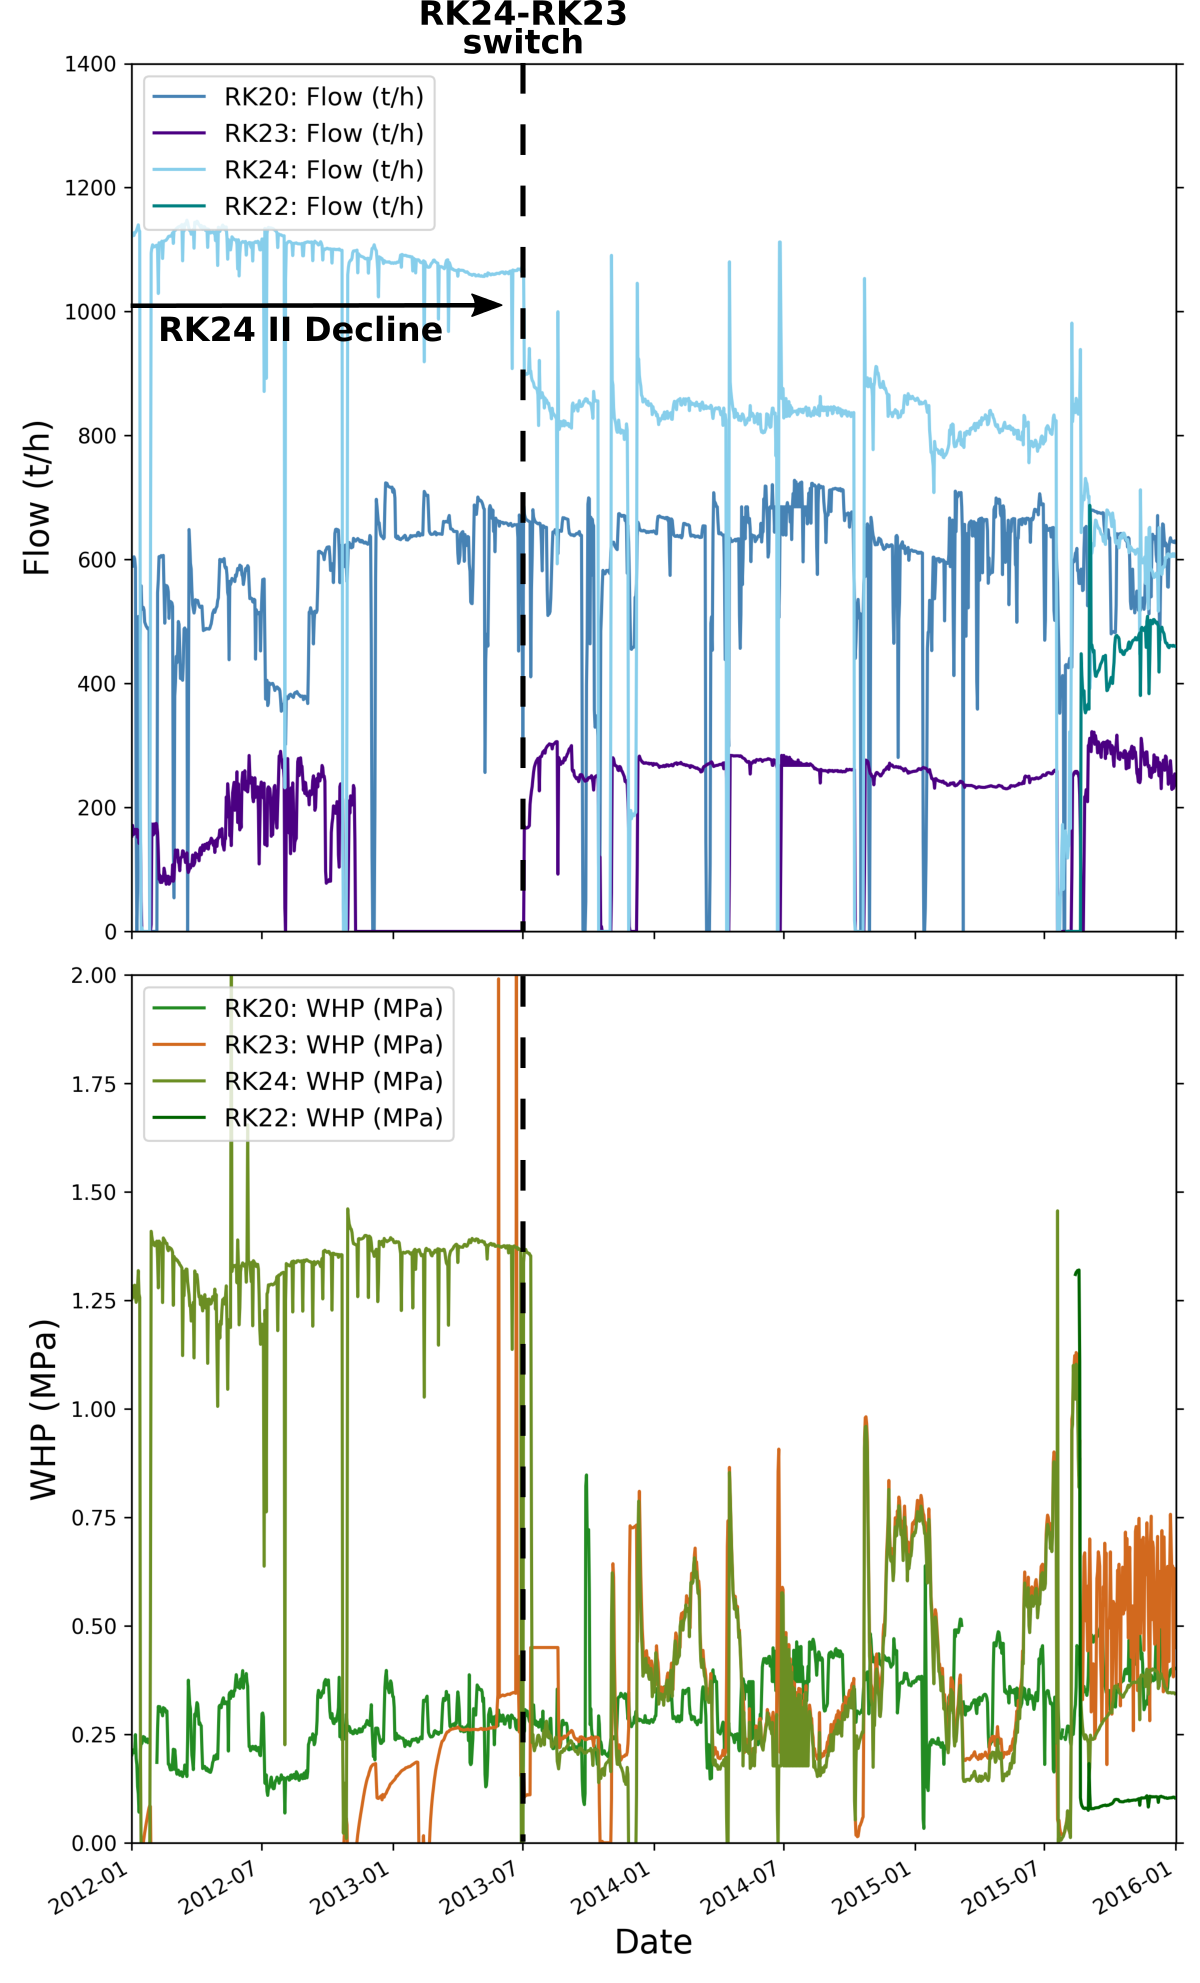 RK24-RK23
switch
1400
1200
1000
800
600
400
200
0
Flow (t/h)
RK20: Flow (t/h)
RK23: Flow (t/h)
RK24: Flow (t/h)
RK22: Flow (t/h)
RK24 II Decline
2.00
1.75
1.50
1.25
1.00
0.75
0.50
0.25
0.00
WHP (MPa)
RK20: WHP (MPa)
RK23: WHP (MPa)
RK24: WHP (MPa)
RK22: WHP (MPa)
2012-01
2012-07
2013-01
2013-07
2014-01
2014-07
2015-01
2015-07
2016-01
Date